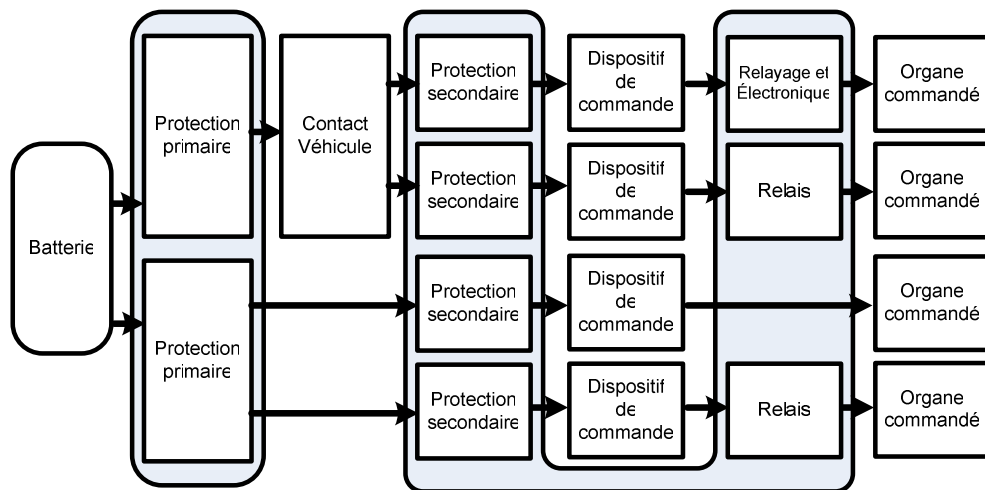 Batterie
Protection
primaire
Protection
primaire
Contact
Véhicule
Protection
secondaire
Dispositif
de
commande
Relayage et
Électronique
Organe
commandé
Protection
secondaire
Dispositif
de
commande
Relais
Organe
commandé
Protection
secondaire
Dispositif
de
commande
Organe
commandé
Protection
secondaire
Dispositif
de
commande
Relais
Organe
commandé